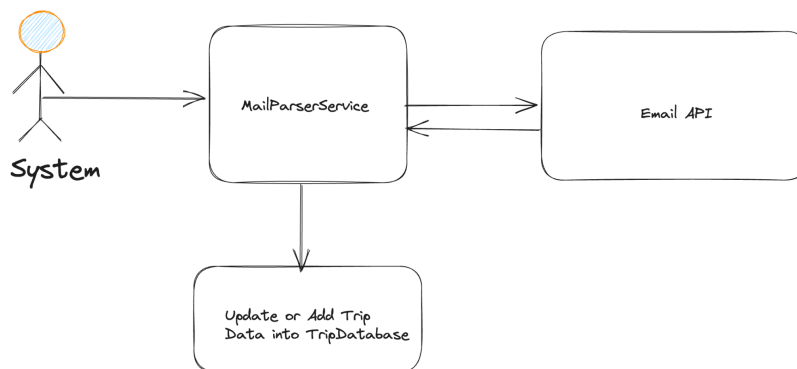 MailParserService
Email API
System
Update or Add Trip
Data into TripDatabase